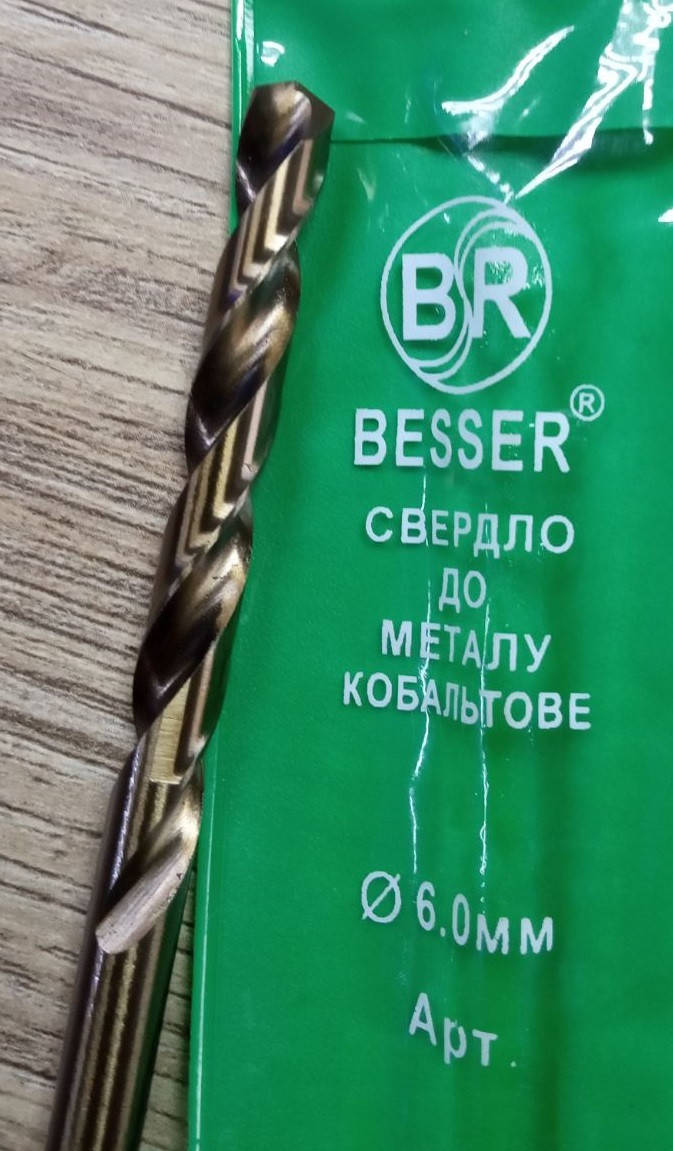 BR
BESSER®
СВЕРДЛО
ДО
МЕТАЛУ
КОБАЛЬТОВЕ
Ø 6.0мм
Арт.